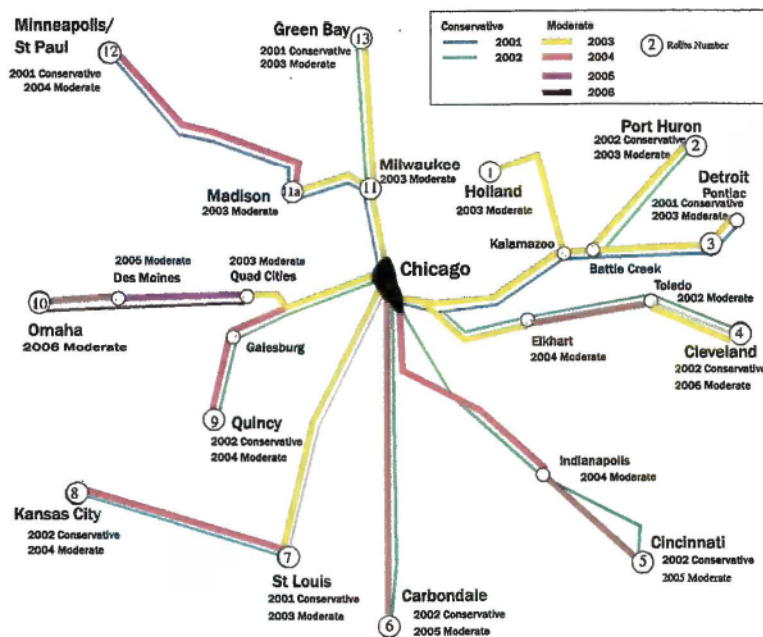 Minneapolis/
St Paul
12
2001 Conservative
2004 Moderate
Green Bay
13
2001 Conservative
2003 Moderate
Conservative
2001
2002
Moderate
2003
2004
2005
2006
2 Rollins Number
Port Huron
2002 Conservative
2003 Moderate
2
Detroit
Pontiac
2001 Conservative
2003 Moderate
3
1
Holland
2003 Moderate
Milwaukee
2003 Moderate
11
11a
Madison
2003 Moderate
Kalamazoo
Battle Creek
Chicago
2005 Moderate
Des Moines
2003 Moderate
Quad Cities
10
Omaha
2006 Moderate
Galesburg
9
Quincy
2002 Conservative
2004 Moderate
Toledo
2002 Moderate
Elkhart
2004 Moderate
4
Cleveland
2002 Conservative
2006 Moderate
Indianapolis
2004 Moderate
8
Kansas City
2002 Conservative
2004 Moderate
7
St Louis
2001 Conservative
2003 Moderate
6
Carbondale
2002 Conservative
2005 Moderate
5
Cincinnati
2002 Conservative
2005 Moderate